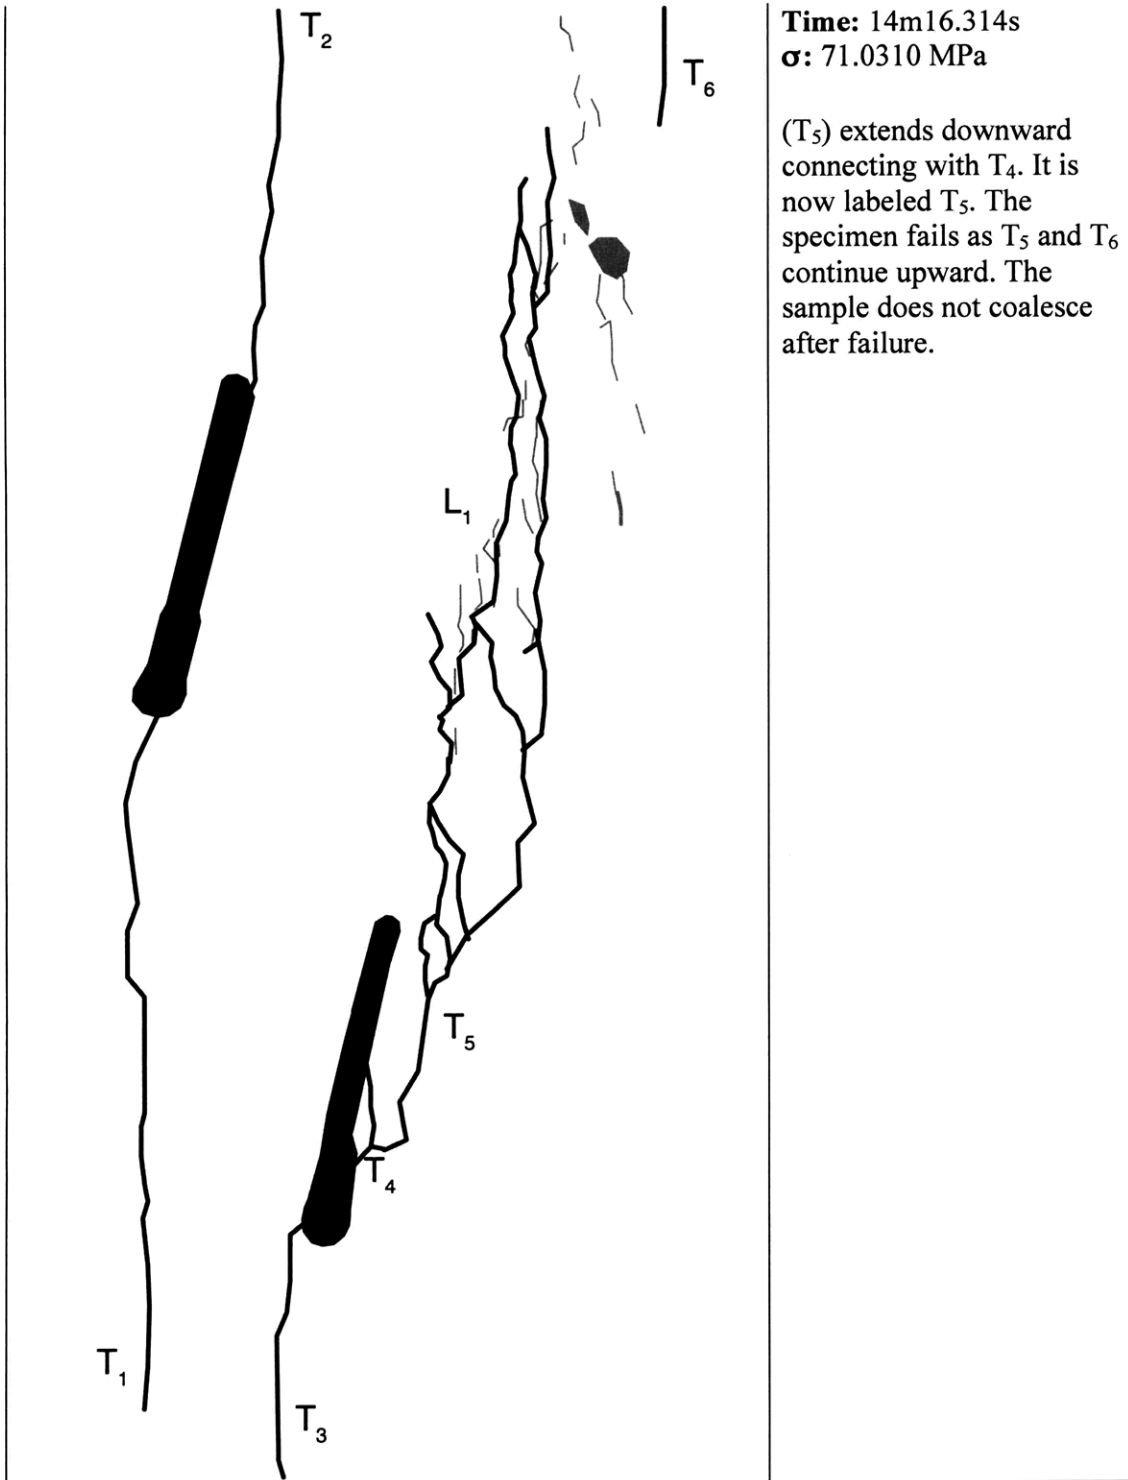 T2
T6
L1
T5
T4
T1
T3
Time: 14m16.314s
σ: 71.0310 MPa
(T5) extends downward
connecting with T4. It is
now labeled T5. The
specimen fails as T5 and T6
continue upward. The
sample does not coalesce
after failure.